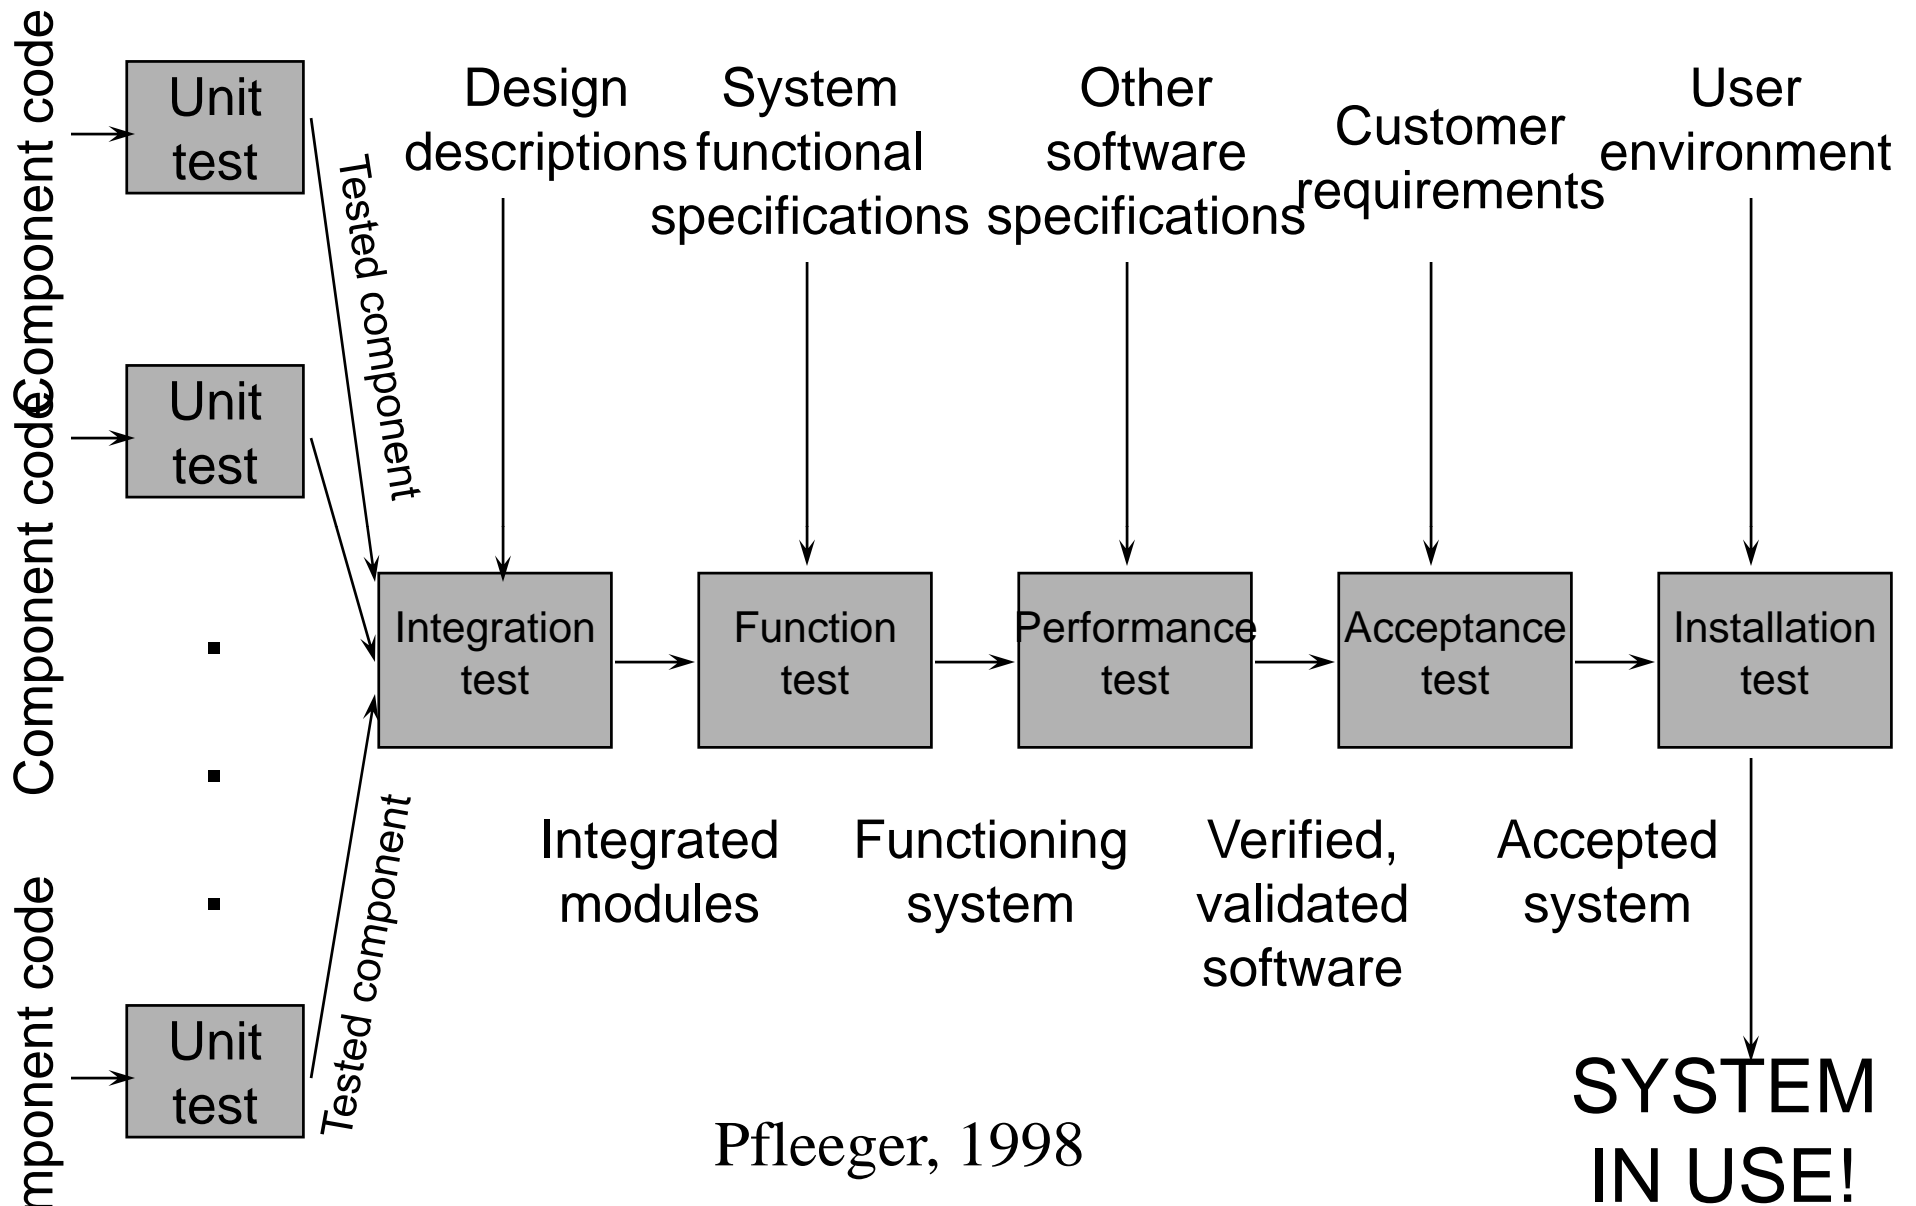 Component code
Component code
Component code
Unit
test
Unit
test
Unit
test
Tested component
Tested component
Design
descriptions
System
functional
specifications
Other
software
specifications
Customer
requirements
User
environment
Integration
test
Function
test
Performance
test
Acceptance
test
Installation
test
Integrated
modules
Functioning
system
Verified,
validated
software
Accepted
system
SYSTEM
IN USE!
Pfleeger, 1998